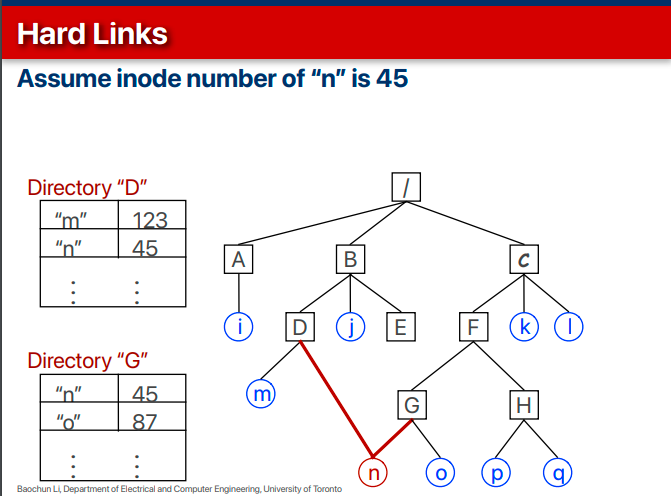 Hard Links
Assume inode number of “n” is 45
Directory “D”
“m” 123
“n” 45
⋮ ⋮
Directory “G”
“n” 45
“o” 87
⋮ ⋮
/
A B C
i D j E F k l
m G H
n o p q
Baochun Li, Department of Electrical and Computer Engineering, University of Toronto